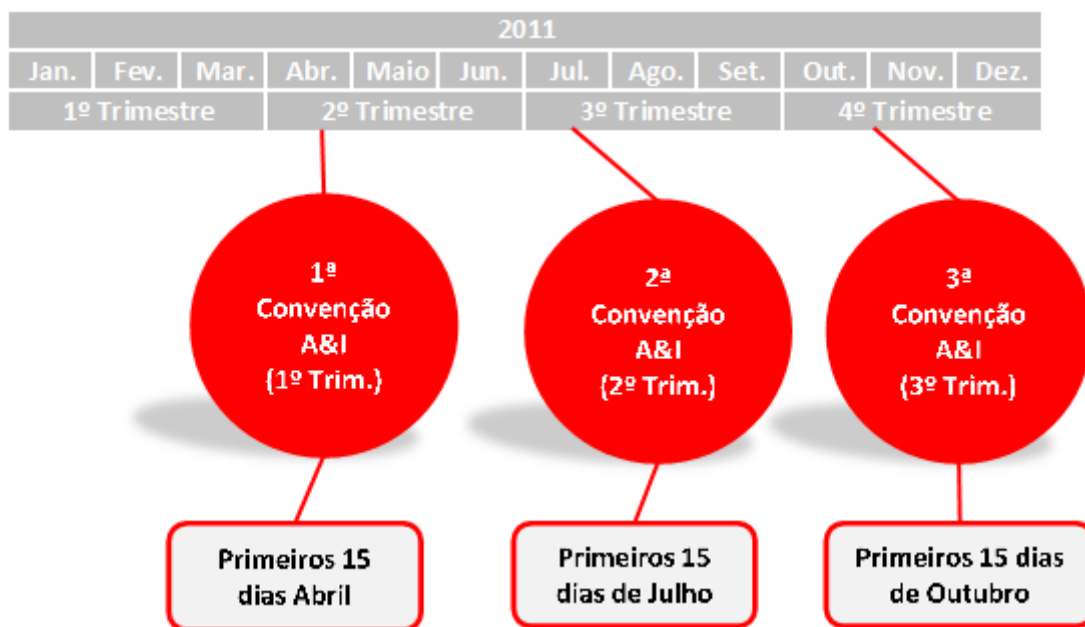 2011
Jan. Fev. Mar. Abr. Maio Jun. Jul. Ago. Set. Out. Nov. Dez.
1º Trimestre 2º Trimestre 3º Trimestre 4º Trimestre
1ª
Convenção
A&I
(1º Trim.)
2ª
Convenção
A&I
(2º Trim.)
3ª
Convenção
A&I
(3º Trim.)
Primeiros 15
dias Abril
Primeiros 15
dias de Julho
Primeiros 15 dias
de Outubro